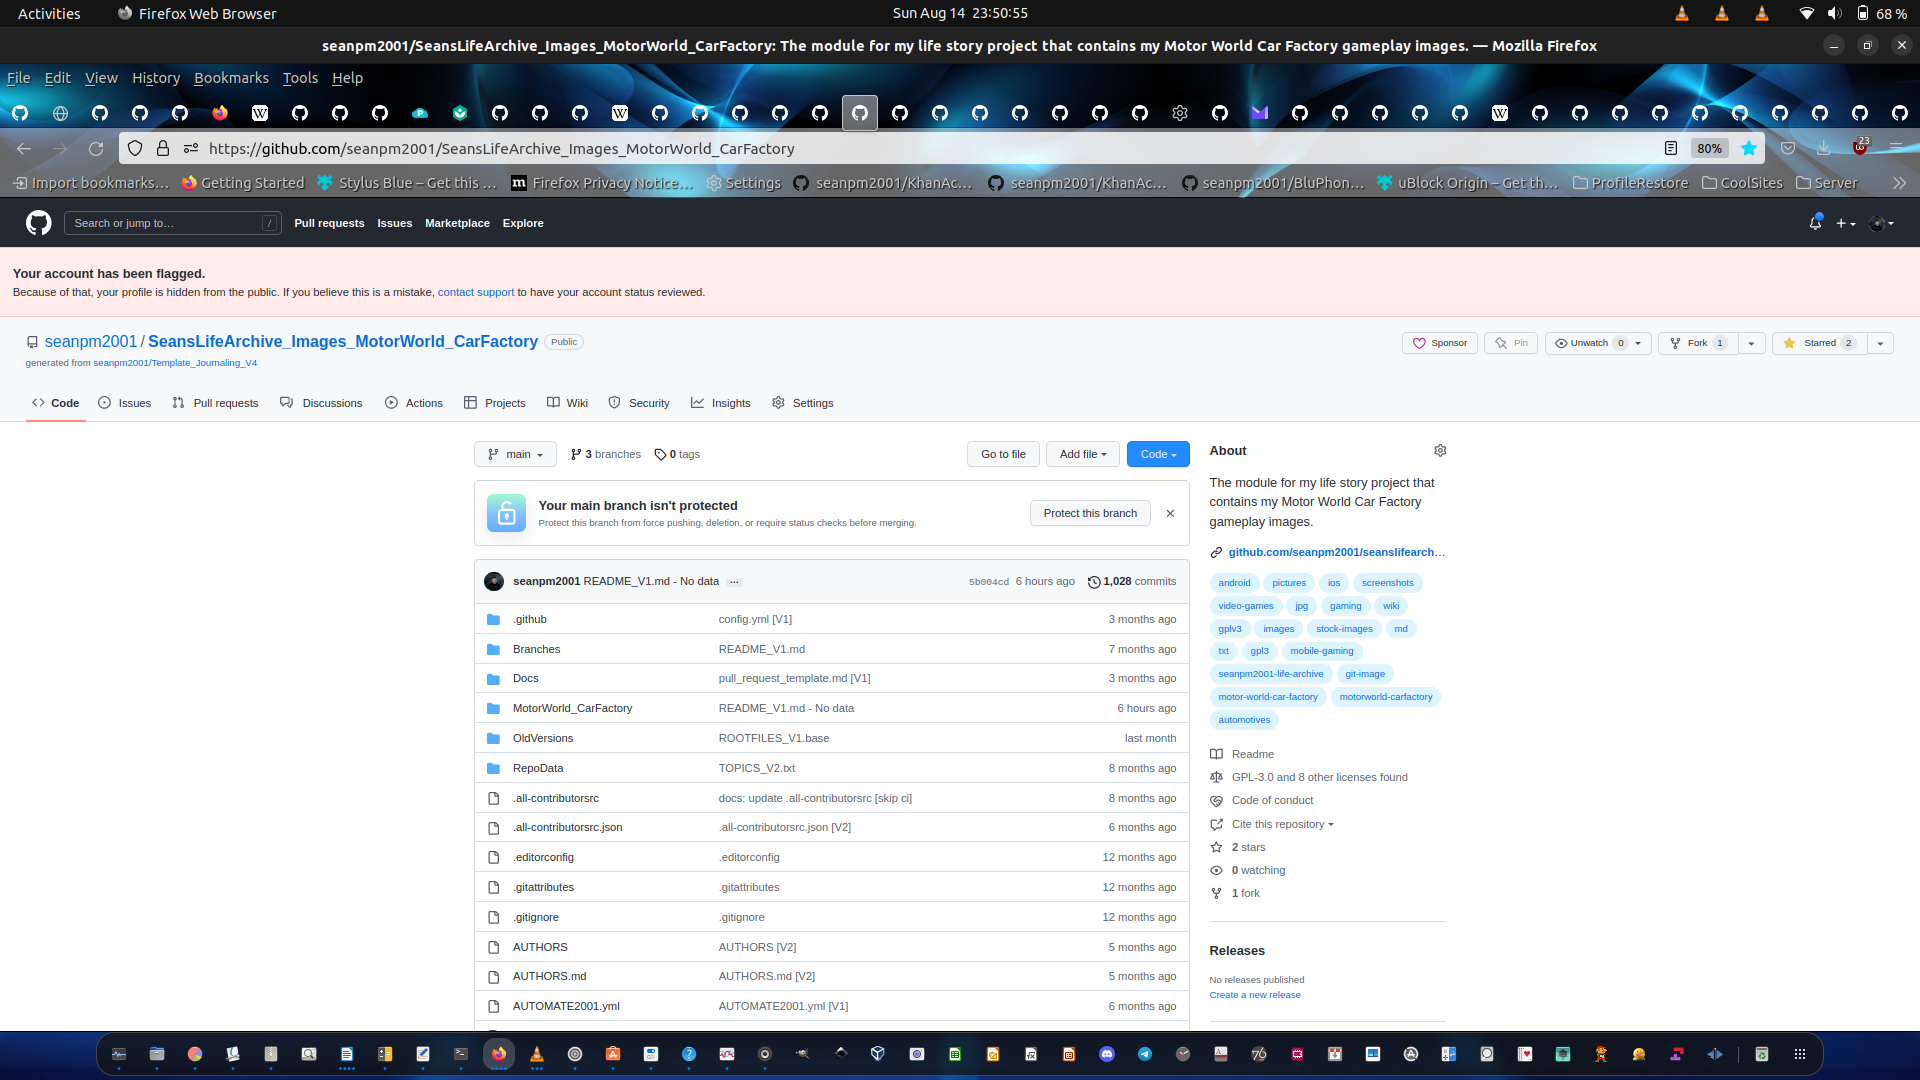 Activities Firefox Web Browser Sun Aug 14 23:50:55 68 %
seanpm2001/SeansLifeArchive_Images_MotorWorld_CarFactory: The module for my life story project that contains my Motor World Car Factory gameplay images. — Mozilla Firefox
File Edit View History Bookmarks Tools Help
https://github.com/seanpm2001/SeansLifeArchive_Images_MotorWorld_CarFactory 80% 23
Import bookmarks… Getting Started Stylus Blue – Get this … Firefox Privacy Notice… Settings seanpm2001/KhanAc… seanpm2001/KhanAc… seanpm2001/BluPhon… uBlock Origin – Get th… ProfileRestore CoolSites Server
Search or jump to… / Pull requests Issues Marketplace Explore
Your account has been flagged.
Because of that, your profile is hidden from the public. If you believe this is a mistake, contact support to have your account status reviewed.
seanpm2001 / SeansLifeArchive_Images_MotorWorld_CarFactory Public Sponsor Pin Unwatch 0 Fork 1 Starred 2
generated from seanpm2001/Template_Journaling_V4
Code Issues Pull requests Discussions Actions Projects Wiki Security Insights Settings
main 3 branches 0 tags Go to file Add file Code
Your main branch isn't protected
Protect this branch from force pushing, deletion, or require status checks before merging.
Protect this branch
seanpm2001 README_V1.md - No data ... 5b004cd 6 hours ago 1,028 commits
.github config.yml [V1] 3 months ago
Branches README_V1.md 7 months ago
Docs pull_request_template.md [V1] 3 months ago
MotorWorld_CarFactory README_V1.md - No data 6 hours ago
OldVersions ROOTFILES_V1.base last month
RepoData TOPICS_V2.txt 8 months ago
.all-contributorsrc docs: update .all-contributorsrc [skip ci] 8 months ago
.all-contributorsrc.json .all-contributorsrc.json [V2] 6 months ago
.editorconfig .editorconfig 12 months ago
.gitattributes .gitattributes 12 months ago
.gitignore .gitignore 12 months ago
AUTHORS AUTHORS [V2] 5 months ago
AUTHORS.md AUTHORS.md [V2] 5 months ago
AUTOMATE2001.yml AUTOMATE2001.yml [V1] 6 months ago
About
The module for my life story project that
contains my Motor World Car Factory
gameplay images.
github.com/seanpm2001/seanslifearch…
android pictures ios screenshots
video-games jpg gaming wiki
gplv3 images stock-images md
txt gpl3 mobile-gaming
seanpm2001-life-archive git-image
motor-world-car-factory motorworld-carfactory
automotives
Readme
GPL-3.0 and 8 other licenses found
Code of conduct
Cite this repository
2 stars
0 watching
1 fork
Releases
No releases published
Create a new release